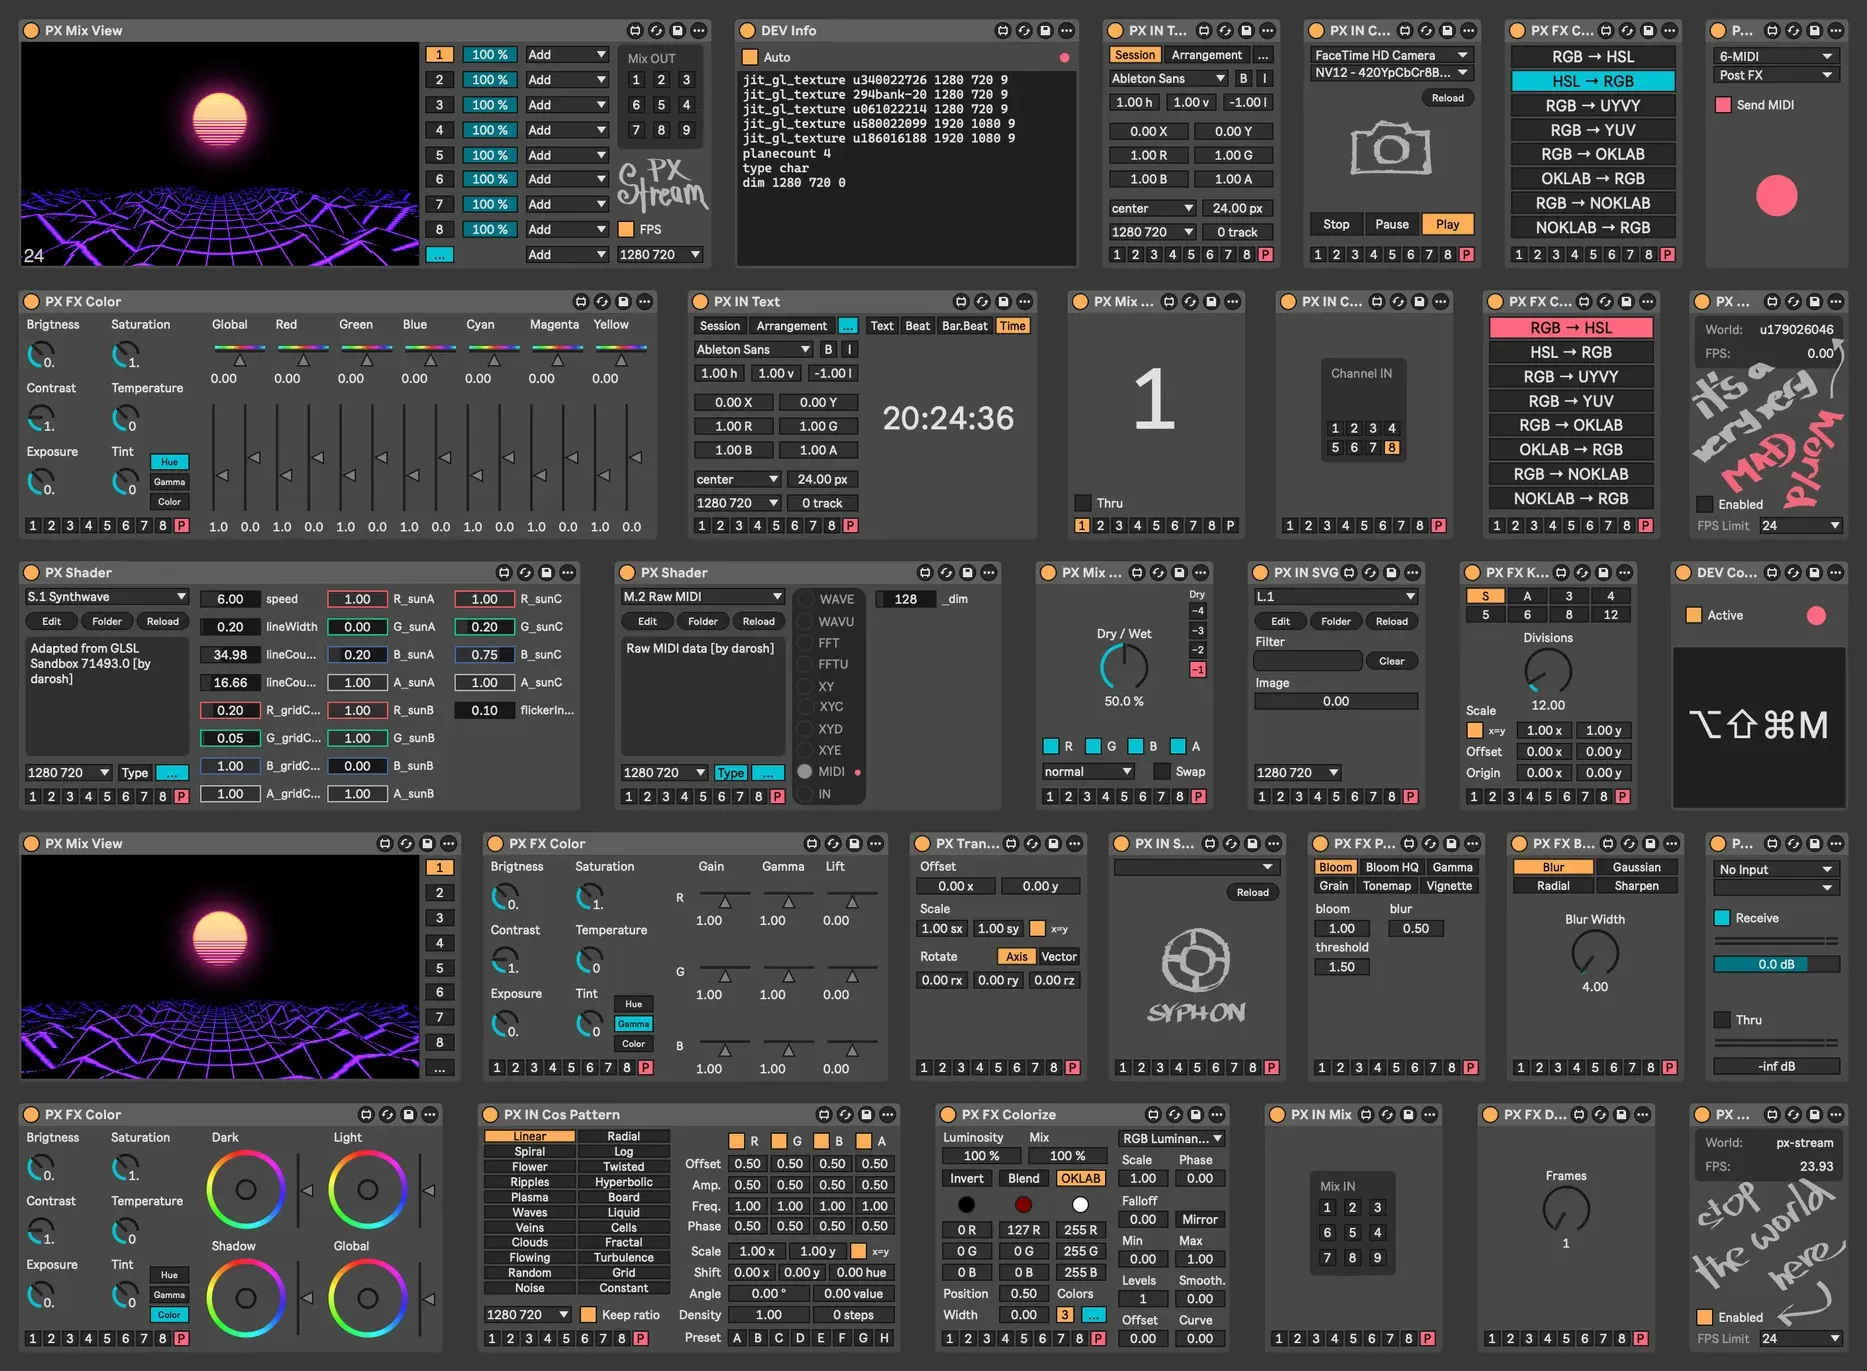 PX Mix View
1 100 % Add
2 100 % Add
3 100 % Add
4 100 % Add
5 100 % Add
6 100 % Add
7 100 % Add
8 100 % Add
... Add
24
Mix OUT
1 2 3
6 5 4
7 8 9
PX
Stream
FPS
1280 720
DEV Info
Auto
jit_gl_texture u340022726 1280 720 9
jit_gl_texture 294bank-20 1280 720 9
jit_gl_texture u061022214 1280 720 9
jit_gl_texture u580022099 1920 1080 9
jit_gl_texture u186016188 1920 1080 9
planecount 4
type char
dim 1280 720 0
PX IN T...
Session Arrangement ...
Ableton Sans B I
1.00 h 1.00 v -1.00 l
0.00 X 0.00 Y
1.00 R 1.00 G
1.00 B 1.00 A
center 24.00 px
1280 720 0 track
1 2 3 4 5 6 7 8 P
PX IN C...
FaceTime HD Camera
NV12 - 420YpCbCr8B...
Reload
Stop Pause Play
1 2 3 4 5 6 7 8 P
PX FX C...
RGB → HSL
HSL → RGB
RGB → UYVY
RGB → YUV
RGB → OKLAB
OKLAB → RGB
RGB → NOKLAB
NOKLAB → RGB
1 2 3 4 5 6 7 8 P
P...
6-MIDI
Post FX
Send MIDI
PX FX Color
Brigtness Saturation Global Red Green Blue Cyan Magenta Yellow
0. 1. 0.00 0.00 0.00 0.00 0.00 0.00 0.00
Contrast Temperature
1. 0
Exposure Tint Hue
0. 0 Gamma
Color
1 2 3 4 5 6 7 8 P 1.0 0.0 1.0 0.0 1.0 0.0 1.0 0.0 1.0 0.0 1.0 0.0 1.0 0.0
PX IN Text
Session Arrangement ... Text Beat Bar.Beat Time
Ableton Sans B I
1.00 h 1.00 v -1.00 l
0.00 X 0.00 Y
1.00 R 1.00 G
1.00 B 1.00 A
20:24:36
center 24.00 px
1280 720 0 track
1 2 3 4 5 6 7 8 P
PX Mix ...
1
Thru
1 2 3 4 5 6 7 8 P
PX IN C...
Channel IN
1 2 3 4
5 6 7 8
1 2 3 4 5 6 7 8 P
PX FX C...
RGB → HSL
HSL → RGB
RGB → UYVY
RGB → YUV
RGB → OKLAB
OKLAB → RGB
RGB → NOKLAB
NOKLAB → RGB
1 2 3 4 5 6 7 8 P
PX ...
World: u179026046
FPS: 0.00
it's a
very very
MAD
World
Enabled
FPS Limit 24
PX Shader
S.1 Synthwave
Edit Folder Reload
Adapted from GLSL
Sandbox 71493.0 [by
darosh]
1280 720 Type ...
1 2 3 4 5 6 7 8 P
6.00 speed 1.00 R_sunA 1.00 R_sunC
0.20 lineWidth 0.00 G_sunA 0.20 G_sunC
34.98 lineCou... 0.20 B_sunA 0.75 B_sunC
16.66 lineCou... 1.00 A_sunA 1.00 A_sunC
0.20 R_gridC... 1.00 R_sunB 0.10 flickerIn...
0.05 G_gridC... 1.00 G_sunB
1.00 B_gridC... 0.00 B_sunB
1.00 A_gridC... 1.00 A_sunB
PX Shader
M.2 Raw MIDI
Edit Folder Reload
Raw MIDI data [by darosh]
1280 720 Type ...
1 2 3 4 5 6 7 8 P
WAVE
WAVU
FFT
FFTU
XY
XYC
XYD
XYE
MIDI
IN
128 _dim
PX Mix ...
Dry
-4
-3
-2
-1
Dry / Wet
50.0 %
R G B A
normal Swap
1 2 3 4 5 6 7 8 P
PX IN SVG
L.1
Edit Folder Reload
Filter
Clear
Image
0.00
1280 720
1 2 3 4 5 6 7 8 P
PX FX K...
S A 3 4
5 6 8 12
Divisions
12.00
Scale
x=y 1.00 x 1.00 y
Offset 0.00 x 0.00 y
Origin 0.00 x 0.00 y
1 2 3 4 5 6 7 8 P
DEV Co...
Active
⌥⇧⌘M
PX Mix View
1
2
3
4
5
6
7
8
...
PX FX Color
Brigtness Saturation Gain Gamma Lift
0. 1. R 1.00 1.00 0.00
Contrast Temperature
1. 0 G 1.00 1.00 0.00
Exposure Tint Hue
0. 0 Gamma
Color
B 1.00 1.00 0.00
1 2 3 4 5 6 7 8 P
PX Tran...
Offset
0.00 x 0.00 y
Scale
1.00 sx 1.00 sy x=y
Rotate Axis Vector
0.00 rx 0.00 ry 0.00 rz
1 2 3 4 5 6 7 8 P
PX IN S...
Reload
SYPHON
1 2 3 4 5 6 7 8 P
PX FX P...
Bloom Bloom HQ Gamma
Grain Tonemap Vignette
bloom blur
1.00 0.50
threshold
1.50
1 2 3 4 5 6 7 8 P
PX FX B...
Blur Gaussian
Radial Sharpen
Blur Width
4.00
1 2 3 4 5 6 7 8 P
P...
No Input
Receive
0.0 dB
Thru
-inf dB
PX FX Color
Brigtness Saturation Dark Light
0. 1.
Contrast Temperature
1. 0
Shadow Global
Exposure Tint Hue
0. 0 Gamma
Color
1 2 3 4 5 6 7 8 P
PX IN Cos Pattern
Linear Radial
Spiral Log
Flower Twisted
Ripples Hyperbolic
Plasma Board
Waves Liquid
Veins Cells
Clouds Fractal
Flowing Turbulence
Random Grid
Noise Constant
1280 720 Keep ratio
1 2 3 4 5 6 7 8 P
R G B A
Offset 0.50 0.50 0.50 0.50
Amp. 0.50 0.50 0.50 0.50
Freq. 1.00 1.00 1.00 1.00
Phase 0.50 0.50 0.50 0.50
Scale 1.00 x 1.00 y x=y
Shift 0.00 x 0.00 y 0.00 hue
Angle 0.00 ° 0.00 value
Density 1.00 0 steps
Preset A B C D E F G H
PX FX Colorize
Luminosity Mix RGB Luminan...
100 % 100 % Scale Phase
Invert Blend OKLAB 1.00 0.00
Falloff
0 R 127 R 255 R 0.00 Mirror
0 G 0 G 255 G Min Max
0 B 0 B 255 B 0.00 1.00
Position 0.50 Colors Levels Smooth.
Width 0.00 3 ... 1 0.00
Offset Curve
1 2 3 4 5 6 7 8 P 0.00 0.00
PX IN Mix
Mix IN
1 2 3
6 5 4
7 8 9
1 2 3 4 5 6 7 8 P
PX FX D...
Frames
1
1 2 3 4 5 6 7 8 P
PX ...
World: px-stream
FPS: 23.93
stop
the world
here
Enabled
FPS Limit 24